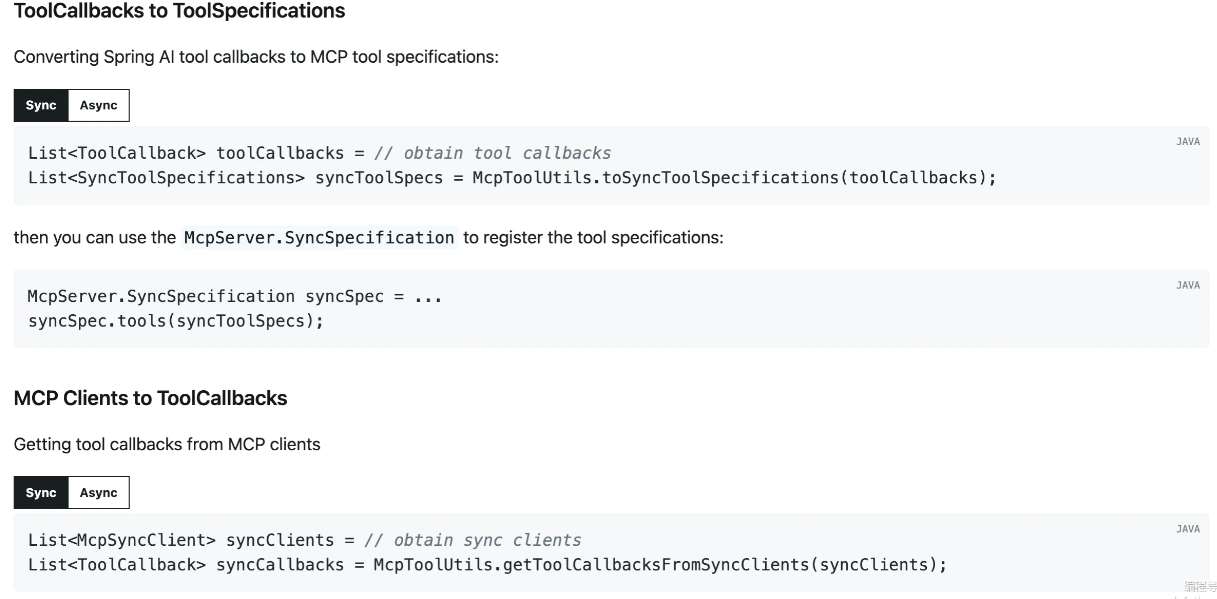 ToolCallbacks to ToolSpecifications
Converting Spring AI tool callbacks to MCP tool specifications:
Sync Async
JAVA
List<ToolCallback> toolCallbacks = // obtain tool callbacks
List<SyncToolSpecifications> syncToolSpecs = McpToolUtils.toSyncToolSpecifications(toolCallbacks);
then you can use the McpServer.SyncSpecification to register the tool specifications:
JAVA
McpServer.SyncSpecification syncSpec = ...
syncSpec.tools(syncToolSpecs);
MCP Clients to ToolCallbacks
Getting tool callbacks from MCP clients
Sync Async
JAVA
List<McpSyncClient> syncClients = // obtain sync clients
List<ToolCallback> syncCallbacks = McpToolUtils.getToolCallbacksFromSyncClients(syncClients);
编程号